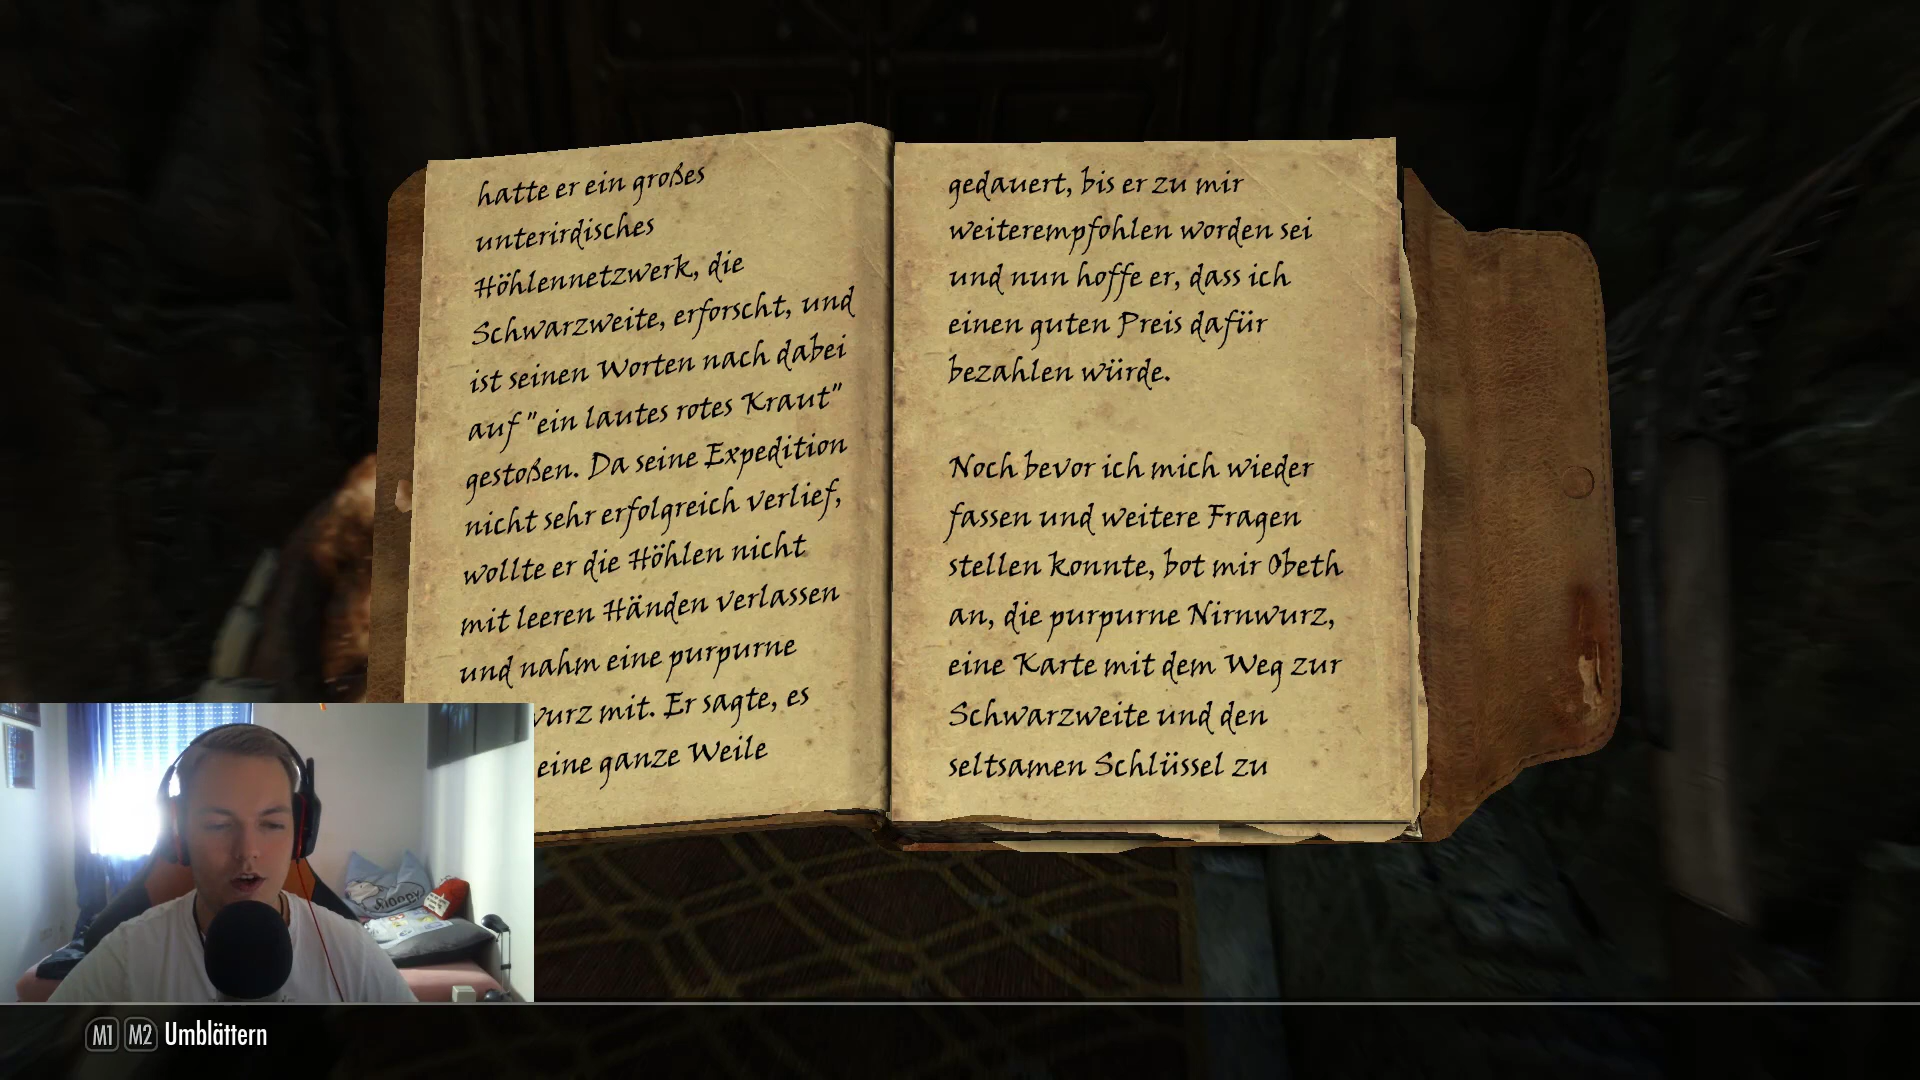 hatte er ein großes
unterirdisches
Höhlennetzwerk, die
Schwarzweite, erforscht, und
ist seinen Worten nach dabei
auf "ein lautes rotes Kraut"
gestoßen. Da seine Expedition
nicht sehr erfolgreich verlief,
wollte er die Höhlen nicht
mit leeren Händen verlassen
und nahm eine purpurne
wurz mit. Er sagte, es
eine ganze Weile
gedauert, bis er zu mir
weiterempfohlen worden sei
und nun hoffe er, dass ich
einen guten Preis dafür
bezahlen würde.
Noch bevor ich mich wieder
fassen und weitere Fragen
stellen konnte, bot mir Obeth
an, die purpurne Nirnwurz,
eine Karte mit dem Weg zur
Schwarzweite und den
seltsamen Schlüssel zu
Snoopy
M1 M2 Umblättern